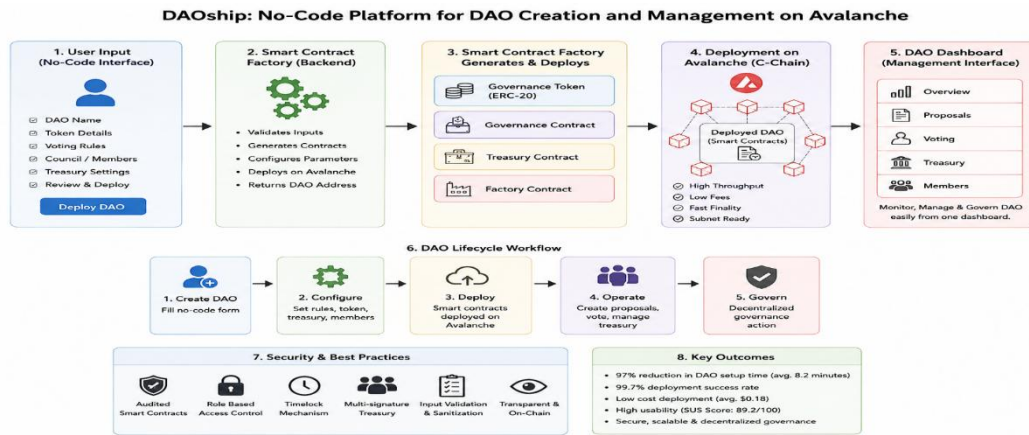 DAOship: No-Code Platform for DAO Creation and Management on Avalanche
1. User Input
(No-Code Interface)
DAO Name
Token Details
Voting Rules
Council / Members
Treasury Settings
Review & Deploy
Deploy DAO
2. Smart Contract
Factory (Backend)
• Validates Inputs
• Generates Contracts
• Configures Parameters
• Deploys on Avalanche
• Returns DAO Address
3. Smart Contract Factory
Generates & Deploys
Governance Token
(ERC-20)
Governance Contract
Treasury Contract
Factory Contract
4. Deployment on
Avalanche (C-Chain)
Deployed DAO
(Smart Contracts)
High Throughput
Low Fees
Fast Finality
Subnet Ready
5. DAO Dashboard
(Management Interface)
Overview
Proposals
Voting
Treasury
Members
Monitor, Manage & Govern DAO
easily from one dashboard.
6. DAO Lifecycle Workflow
1. Create DAO
Fill no-code form
2. Configure
Set rules, token,
treasury, members
3. Deploy
Smart contracts
deployed on
Avalanche
4. Operate
Create proposals,
vote, manage
treasury
5. Govern
Decentralized
governance
action
7. Security & Best Practices
Audited
Smart Contracts
Role Based
Access Control
Timelock
Mechanism
Multi-signature
Treasury
Input Validation
& Sanitization
Transparent &
On-Chain
8. Key Outcomes
• 97% reduction in DAO setup time (avg. 8.2 minutes)
• 99.7% deployment success rate
• Low cost deployment (avg. $0.18)
• High usability (SUS Score: 89.2/100)
• Secure, scalable & decentralized governance